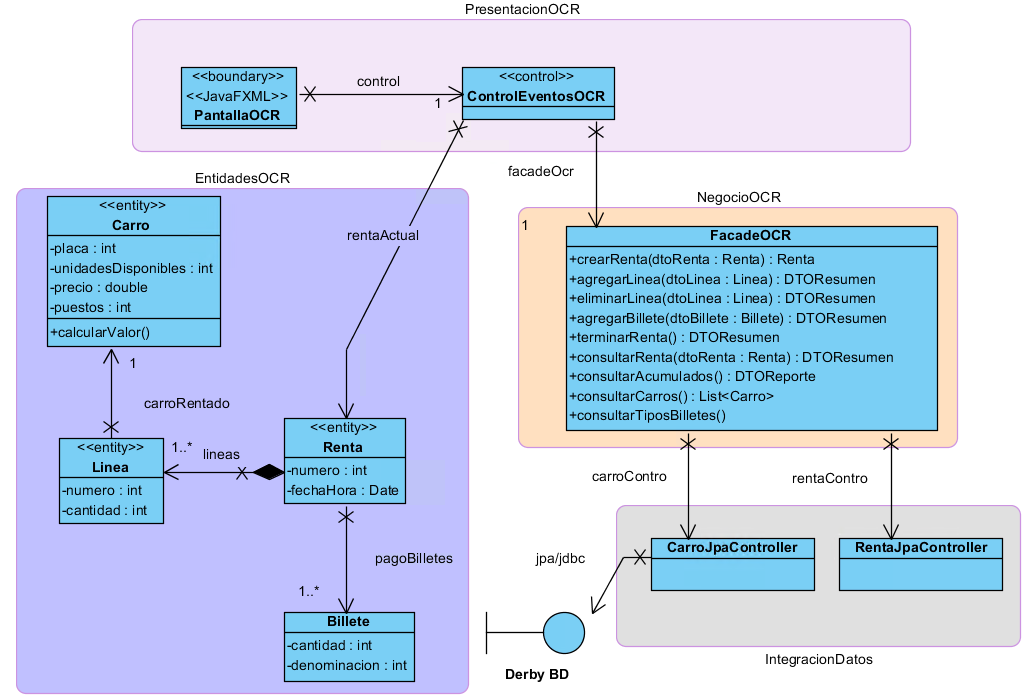 PresentacionOCR
<<boundary>>
<<JavaFXML>>
PantallaOCR
control
1
<<control>>
ControlEventosOCR
facadeOcr
rentaActual
EntidadesOCR
<<entity>>
Carro
-placa : int
-unidadesDisponibles : int
-precio : double
-puestos : int
+calcularValor()
1
carroRentado
<<entity>>
Linea
-numero : int
-cantidad : int
1..*
lineas
<<entity>>
Renta
-numero : int
-fechaHora : Date
pagoBilletes
1..*
Billete
-cantidad : int
-denominacion : int
NegocioOCR
1
FacadeOCR
+crearRenta(dtoRenta : Renta) : Renta
+agregarLinea(dtoLinea : Linea) : DTOResumen
+eliminarLinea(dtoLinea : Linea) : DTOResumen
+agregarBillete(dtoBillete : Billete) : DTOResumen
+terminarRenta() : DTOResumen
+consultarRenta(dtoRenta : Renta) : DTOResumen
+consultarAcumulados() : DTOReporte
+consultarCarros() : List<Carro>
+consultarTiposBilletes()
carroContro
rentaContro
CarroJpaController
RentaJpaController
jpa/jdbc
Derby BD
IntegracionDatos